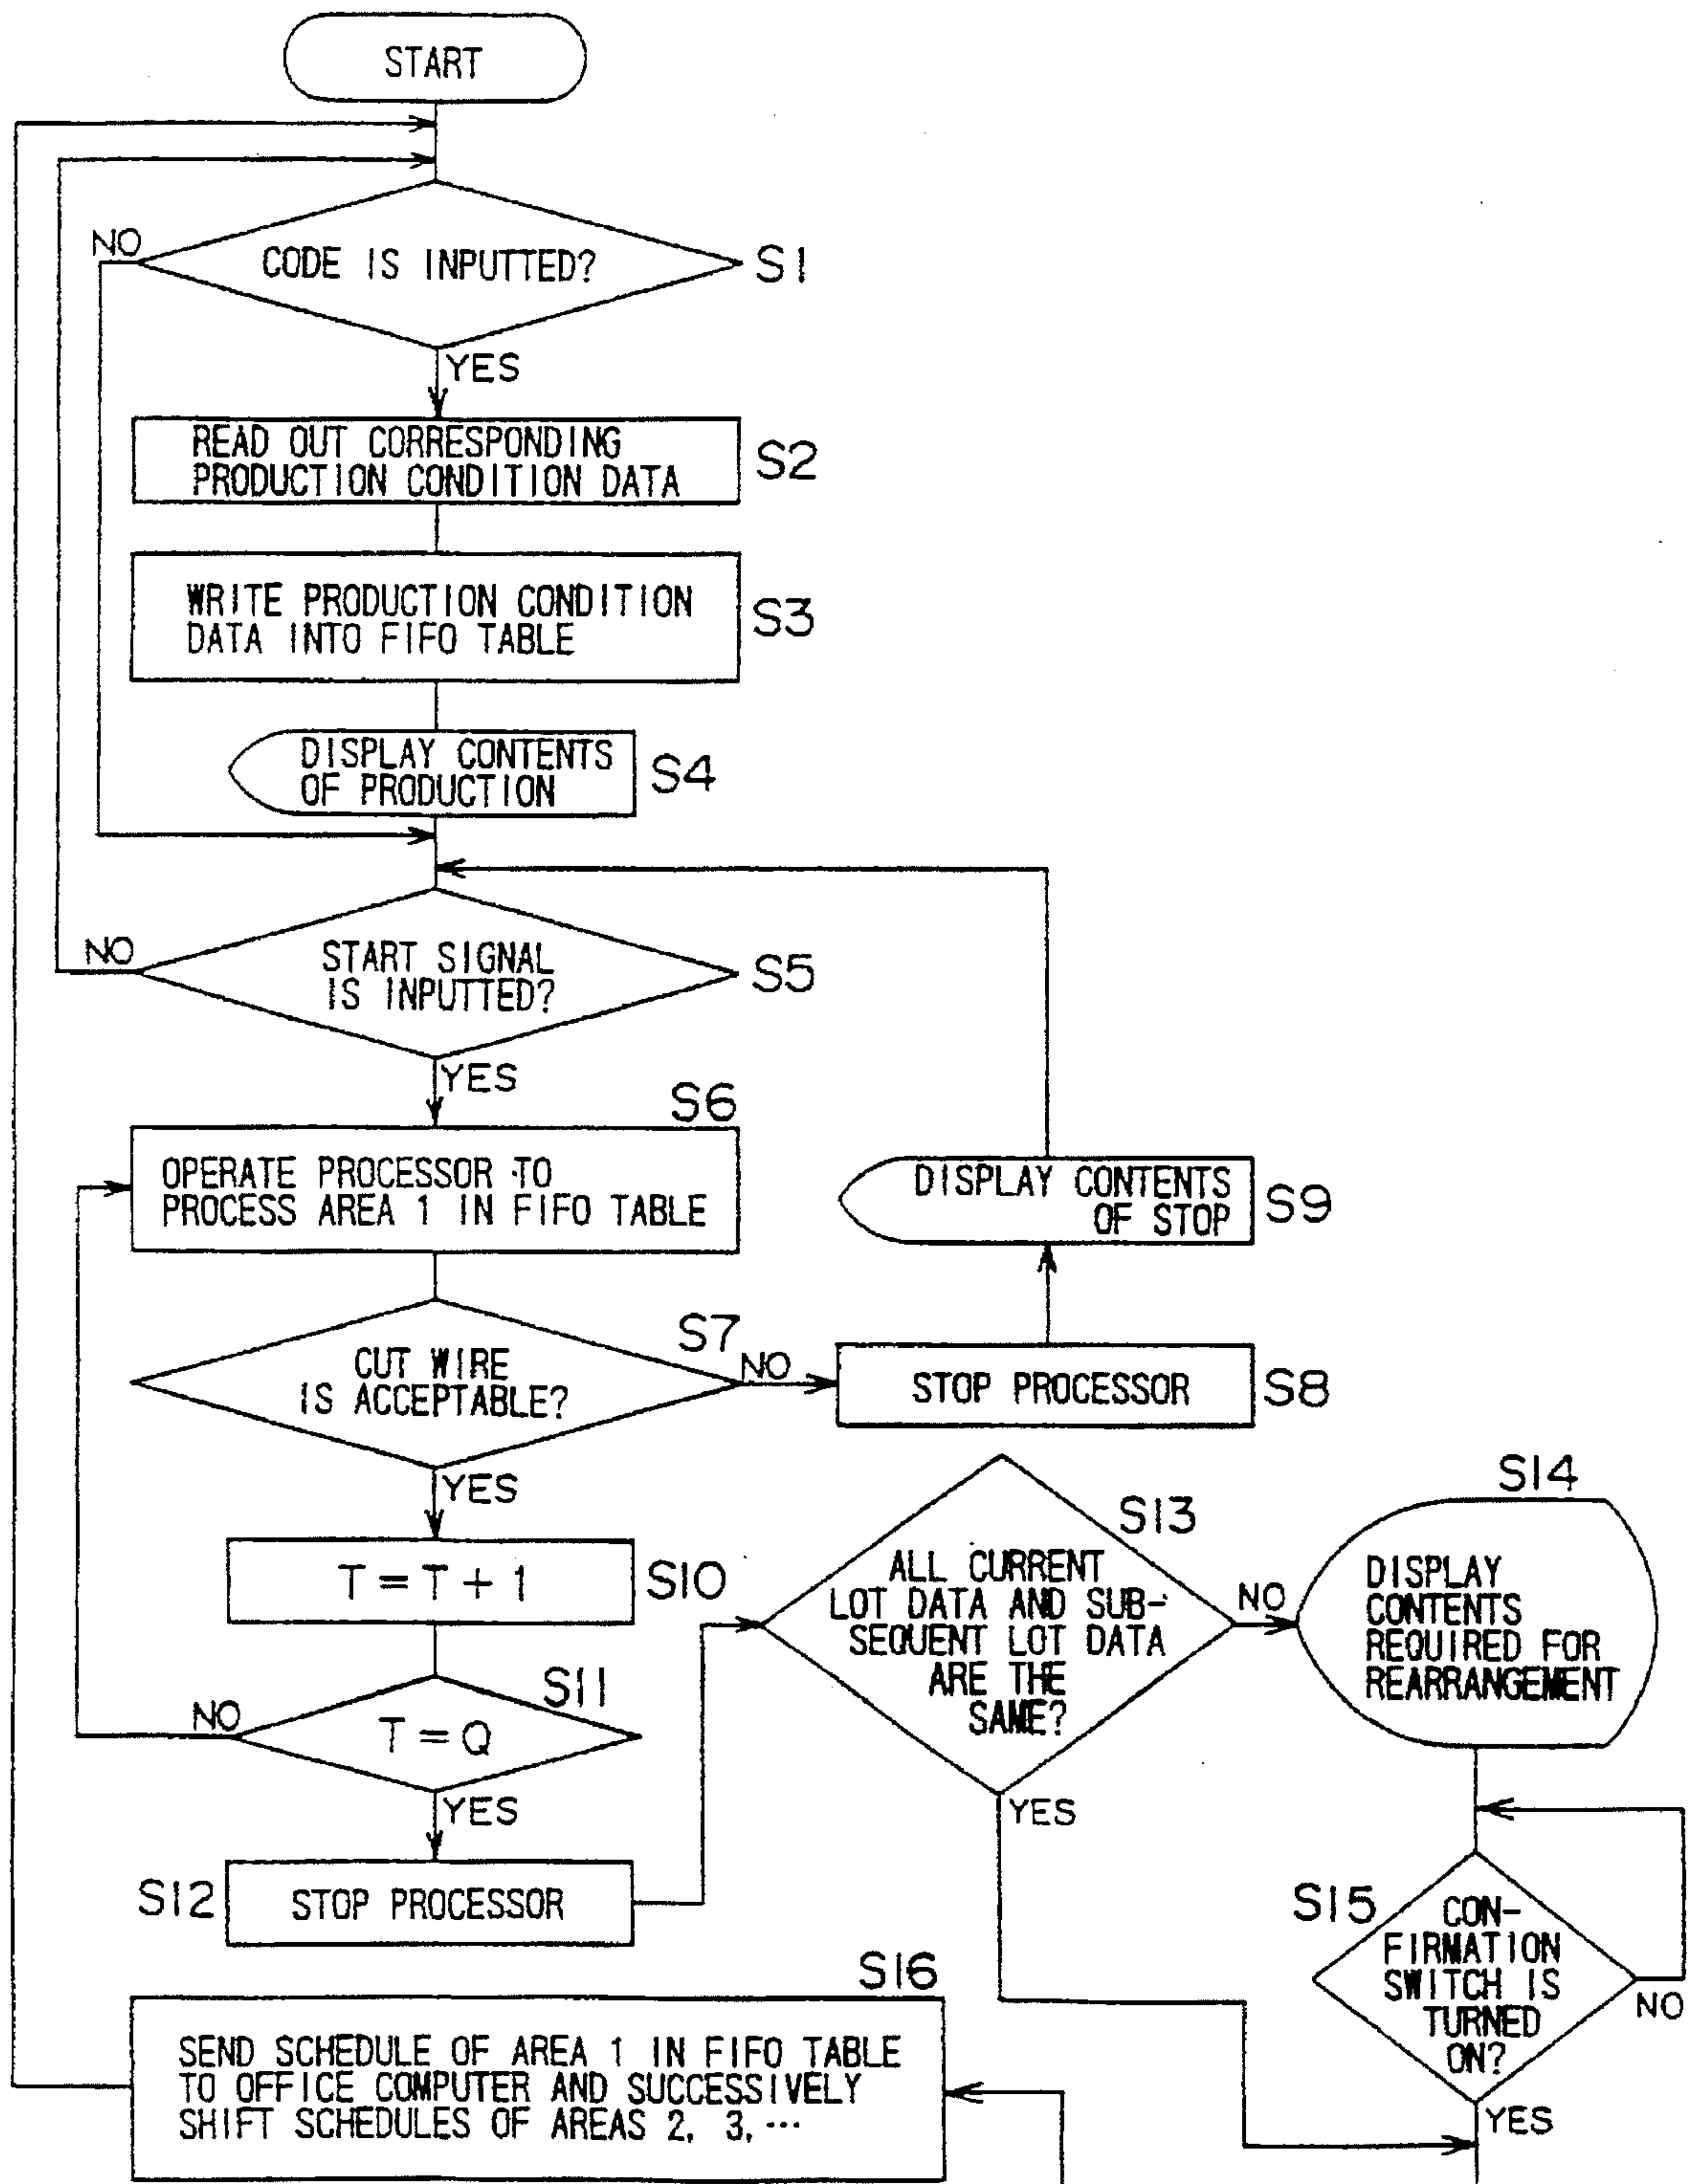 START
NO
CODE IS INPUTTED?
S1
YES
READ OUT CORRESPONDING
PRODUCTION CONDITION DATA
S2
WRITE PRODUCTION CONDITION
DATA INTO FIFO TABLE
S3
DISPLAY CONTENTS
OF PRODUCTION
S4
NO
START SIGNAL
IS INPUTTED?
S5
YES
S6
OPERATE PROCESSOR TO
PROCESS AREA 1 IN FIFO TABLE
DISPLAY CONTENTS
OF STOP
S9
S7
CUT WIRE
IS ACCEPTABLE?
NO
STOP PROCESSOR
S8
YES
T = T + 1
S10
S11
NO
T = Q
YES
S12
STOP PROCESSOR
S13
ALL CURRENT
LOT DATA AND SUB-
SEQUENT LOT DATA
ARE THE
SAME?
NO
YES
S14
DISPLAY
CONTENTS
REQUIRED FOR
REARRANGEMENT
S15
CON-
FIRMATION
SWITCH IS
TURNED
ON?
NO
YES
S16
SEND SCHEDULE OF AREA 1 IN FIFO TABLE
TO OFFICE COMPUTER AND SUCCESSIVELY
SHIFT SCHEDULES OF AREAS 2, 3, ···